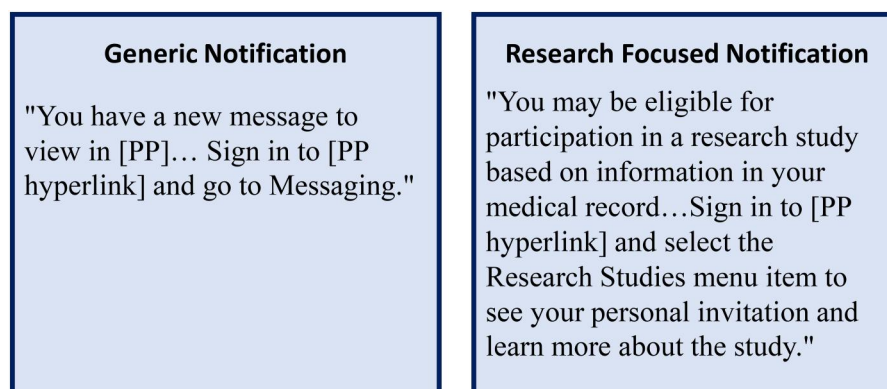 Generic Notification
"You have a new message to
view in [PP]… Sign in to [PP
hyperlink] and go to Messaging."
Research Focused Notification
"You may be eligible for
participation in a research study
based on information in your
medical record…Sign in to [PP
hyperlink] and select the
Research Studies menu item to
see your personal invitation and
learn more about the study."